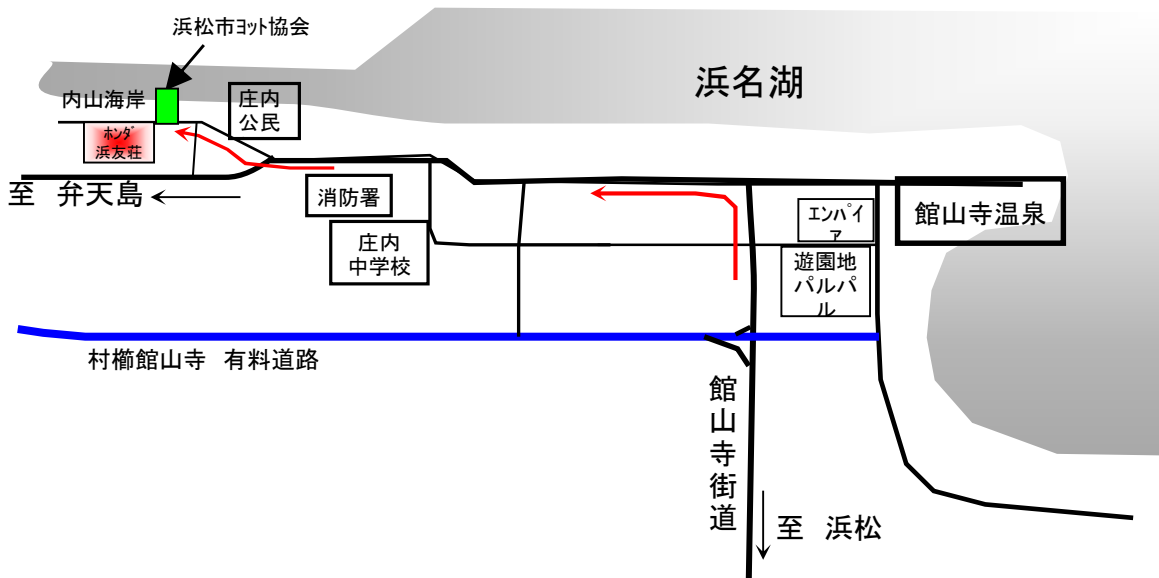 浜松市ﾖｯﾄ協会
浜名湖
内山海岸
庄内
公民
ﾎﾝﾀﾞ
浜友荘
至　弁天島
消防署
庄内
中学校
ｴﾝﾊﾟｲ
ｱ
館山寺温泉
遊園地
パルパ
ル
村櫛館山寺　有料道路
館山寺街道
至　浜松